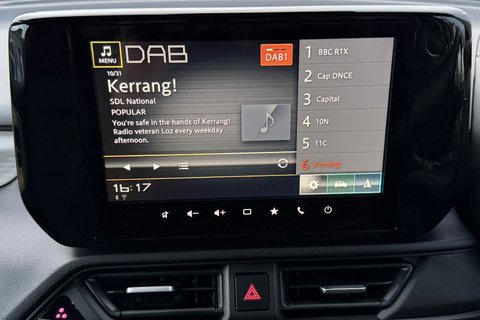 MENU
DAB
DAB1
10/31
Kerrang!
SDL National
POPULAR
You're safe in the hands of Kerrang!
Radio veteran Loz every weekday
afternoon.
16:17
1 BBC R1X
2 Cap DNCE
3 Capital
4 10N
5 11C
6 Kerrang!